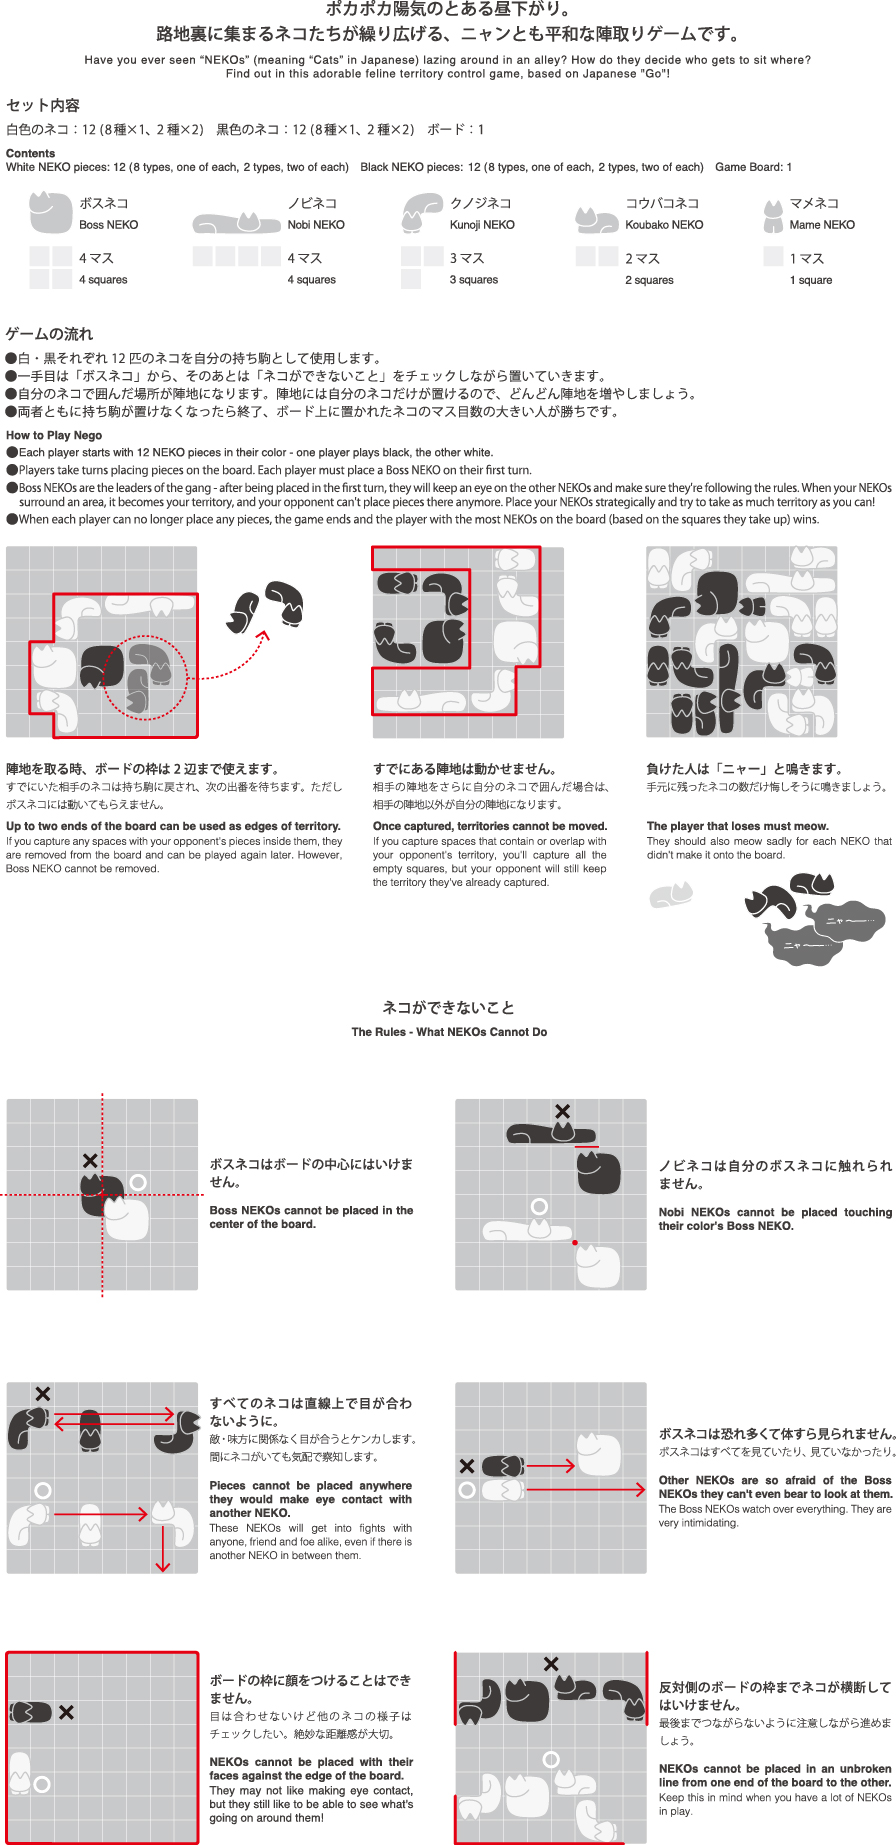 ポカポカ陽気のとある昼下がり。
路地裏に集まるネコたちが繰り広げる、ニャンとも平和な陣取りゲームです。
Have you ever seen “NEKOs” (meaning “Cats” in Japanese) lazing around in an alley? How do they decide who gets to sit where?
Find out in this adorable feline territory control game, based on Japanese "Go"!
セット内容
白色のネコ：12 (8種×1、2種×2)　黒色のネコ：12 (8種×1、2種×2)　ボード：1
Contents
White NEKO pieces: 12 (8 types, one of each, 2 types, two of each)　Black NEKO pieces: 12 (8 types, one of each, 2 types, two of each)　Game Board: 1
ボスネコ
Boss NEKO
4マス
4 squares
ノビネコ
Nobi NEKO
4マス
4 squares
クノジネコ
Kunoji NEKO
3マス
3 squares
コウバコネコ
Koubako NEKO
2マス
2 squares
マメネコ
Mame NEKO
1マス
1 square
ゲームの流れ
●白・黒それぞれ 12 匹のネコを自分の持ち駒として使用します。
●一手目は「ボスネコ」から、そのあとは「ネコができないこと」をチェックしながら置いていきます。
●自分のネコで囲んだ場所が陣地になります。陣地には自分のネコだけが置けるので、どんどん陣地を増やしましょう。
●両者ともに持ち駒が置けなくなったら終了、ボード上に置かれたネコのマス目数の大きい人が勝ちです。
How to Play Nego
●Each player starts with 12 NEKO pieces in their color - one player plays black, the other white.
●Players take turns placing pieces on the board. Each player must place a Boss NEKO on their first turn.
●Boss NEKOs are the leaders of the gang - after being placed in the first turn, they will keep an eye on the other NEKOs and make sure they're following the rules. When your NEKOs
surround an area, it becomes your territory, and your opponent can't place pieces there anymore. Place your NEKOs strategically and try to take as much territory as you can!
●When each player can no longer place any pieces, the game ends and the player with the most NEKOs on the board (based on the squares they take up) wins.
陣地を取る時、ボードの枠は2辺まで使えます。
すでにいた相手のネコは持ち駒に戻され、次の出番を待ちます。ただし
ボスネコには動いてもらえません。
Up to two ends of the board can be used as edges of territory.
If you capture any spaces with your opponent's pieces inside them, they
are removed from the board and can be played again later. However,
Boss NEKO cannot be removed.
すでにある陣地は動かせません。
相手の陣地をさらに自分のネコで囲んだ場合は、
相手の陣地以外が自分の陣地になります。
Once captured, territories cannot be moved.
If you capture spaces that contain or overlap with
your opponent's territory, you'll capture all the
empty squares, but your opponent will still keep
the territory they've already captured.
負けた人は「ニャー」と鳴きます。
手元に残ったネコの数だけ悔しそうに鳴きましょう。
The player that loses must meow.
They should also meow sadly for each NEKO that
didn't make it onto the board.
ニャ〜―…
ニャ〜―…
ネコができないこと
The Rules - What NEKOs Cannot Do
ボスネコはボードの中心にはいけま
せん。
Boss NEKOs cannot be placed in the
center of the board.
ノビネコは自分のボスネコに触れられ
ません。
Nobi NEKOs cannot be placed touching
their color's Boss NEKO.
すべてのネコは直線上で目が合わ
ないように。
敵・味方に関係なく目が合うとケンカします。
間にネコがいても気配で察知します。
Pieces cannot be placed anywhere
they would make eye contact with
another NEKO.
These NEKOs will get into fights with
anyone, friend and foe alike, even if there is
another NEKO in between them.
ボスネコは恐れ多くて体すら見られません。
ボスネコはすべてを見ていたり、見ていなかったり。
Other NEKOs are so afraid of the Boss
NEKOs they can't even bear to look at them.
The Boss NEKOs watch over everything. They are
very intimidating.
ボードの枠に顔をつけることはでき
ません。
目は合わせないけど他のネコの様子は
チェックしたい。絶妙な距離感が大切。
NEKOs cannot be placed with their
faces against the edge of the board.
They may not like making eye contact,
but they still like to be able to see what's
going on around them!
反対側のボードの枠までネコが横断して
はいけません。
最後までつながらないように注意しながら進めま
しょう。
NEKOs cannot be placed in an unbroken
line from one end of the board to the other.
Keep this in mind when you have a lot of NEKOs
in play.